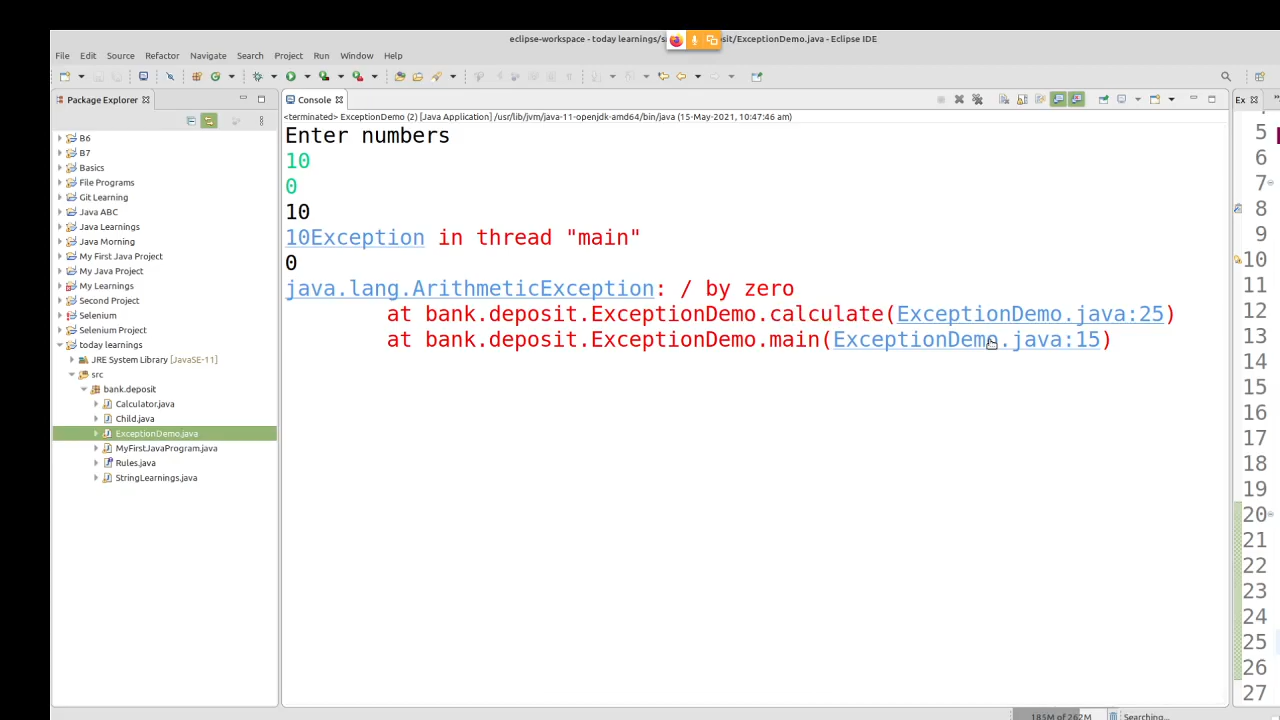 eclipse-workspace - today learnings/s sit/ExceptionDemo.java - Eclipse IDE
File Edit Source Refactor Navigate Search Project Run Window Help
Package Explorer
Console
Ex
<terminated> ExceptionDemo (2) [Java Application] /usr/lib/jvm/java-11-openjdk-amd64/bin/java (15-May-2021, 10:47:46 am)
B6
B7
Basics
File Programs
Git Learning
Java ABC
Java Learnings
Java Morning
My First Java Project
My Java Project
My Learnings
Second Project
Selenium
Selenium Project
today learnings
JRE System Library [JavaSE-11]
src
bank.deposit
Calculator.java
Child.java
ExceptionDemo.java
MyFirstJavaProgram.java
Rules.java
StringLearnings.java
Enter numbers
10
0
10
10Exception in thread "main"
0
java.lang.ArithmeticException: / by zero
at bank.deposit.ExceptionDemo.calculate(ExceptionDemo.java:25)
at bank.deposit.ExceptionDemo.main(ExceptionDemo.java:15)
5
6
7
8
9
10
11
12
13
14
15
16
17
18
19
20
21
22
23
24
25
26
27
185M of 262M
Searching...